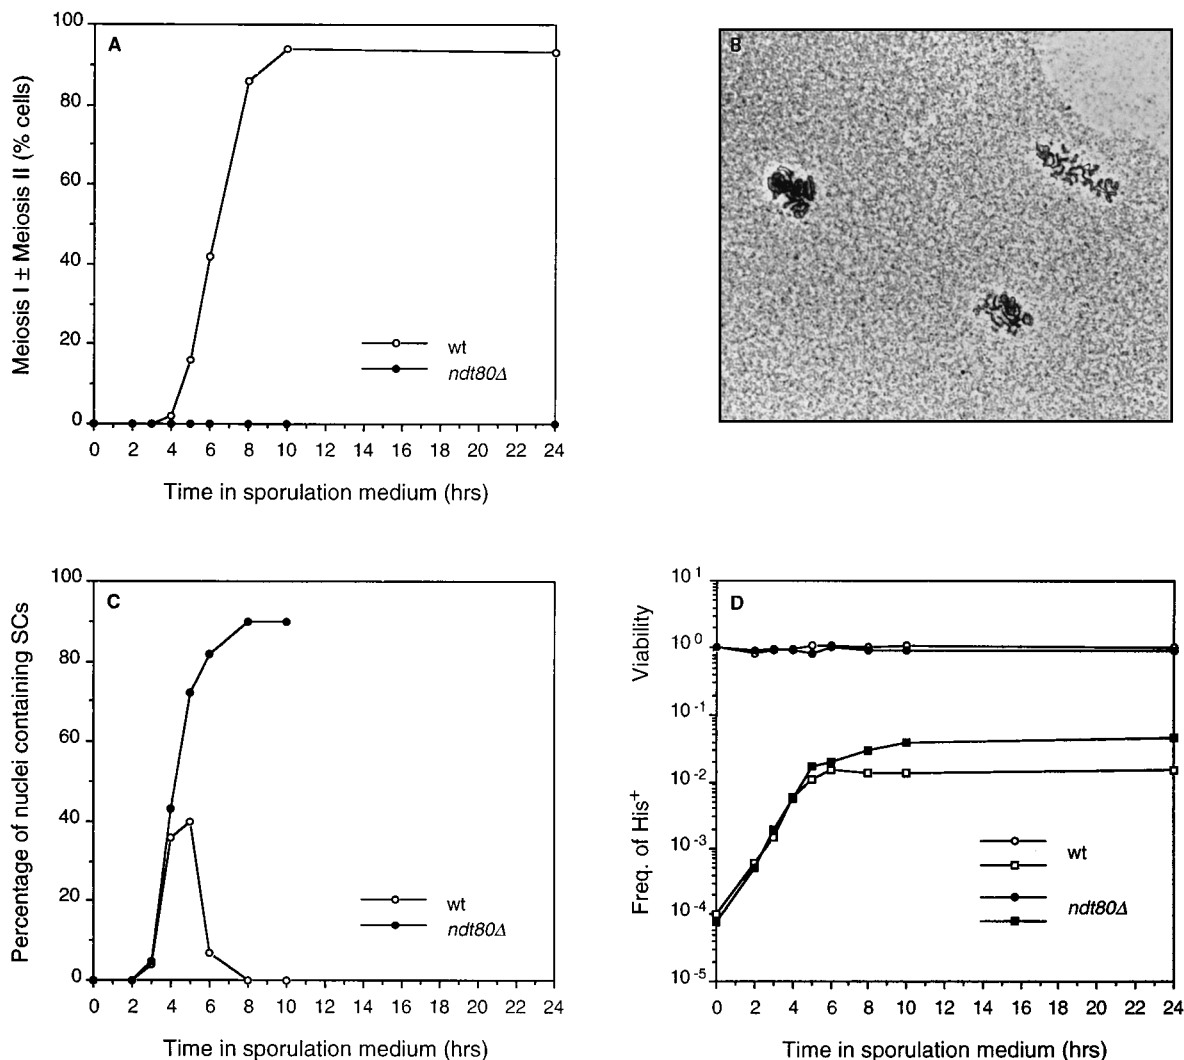 A
Meiosis I ± Meiosis II (% cells)
100
80
60
40
20
0
wt
ndt80Δ
0 2 4 6 8 10 12 14 16 18 20 22 24
Time in sporulation medium (hrs)
B
C
Percentage of nuclei containing SCs
100
80
60
40
20
0
wt
ndt80Δ
0 2 4 6 8 10 12 14 16 18 20 22 24
Time in sporulation medium (hrs)
D
Viability
Freq. of His⁺
10¹
10⁰
10⁻¹
10⁻²
10⁻³
10⁻⁴
10⁻⁵
wt
ndt80Δ
0 2 4 6 8 10 12 14 16 18 20 22 24
Time in sporulation medium (hrs)